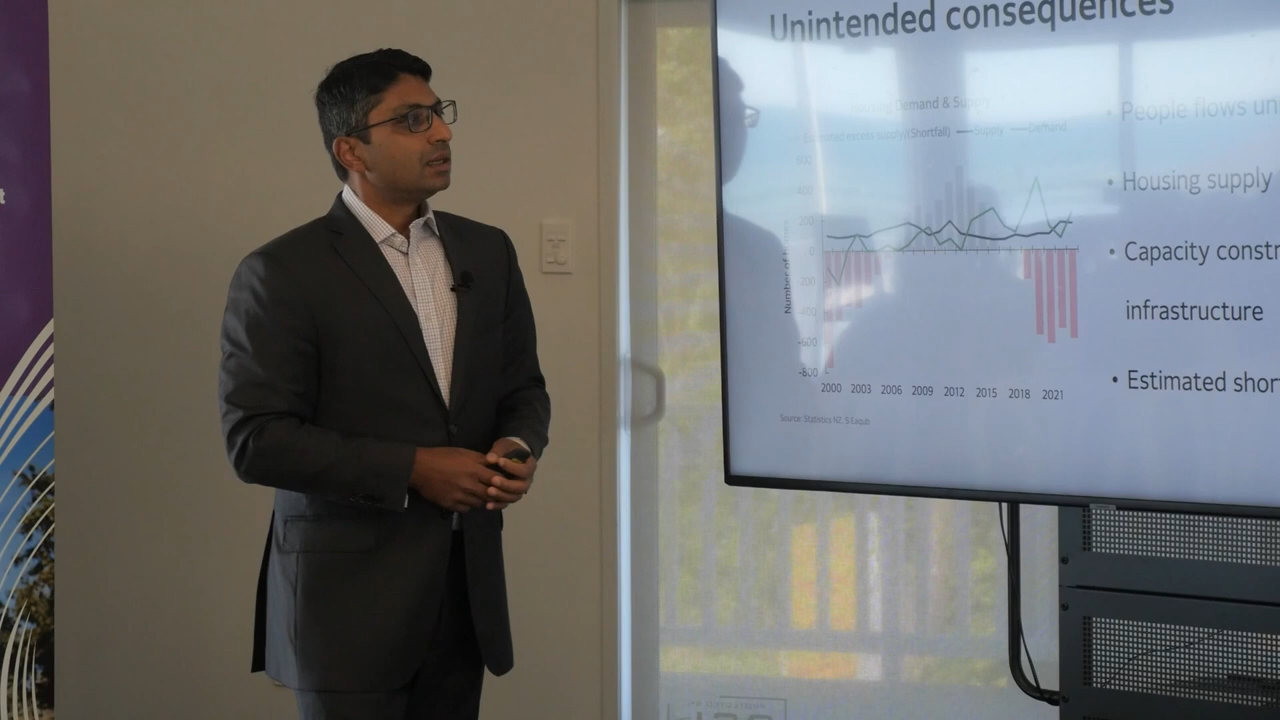 t
Unintended consequences
Demand & Supply
excess supply/(Shortfall) Supply Demand
600
400
200
0
-200
-400
-600
-800
Number of
2000 2003 2006 2009 2012 2015 2018 2021
Source: Statistics NZ, S Eaqub
• People flows un
• Housing supply
• Capacity constr
infrastructure
• Estimated shor